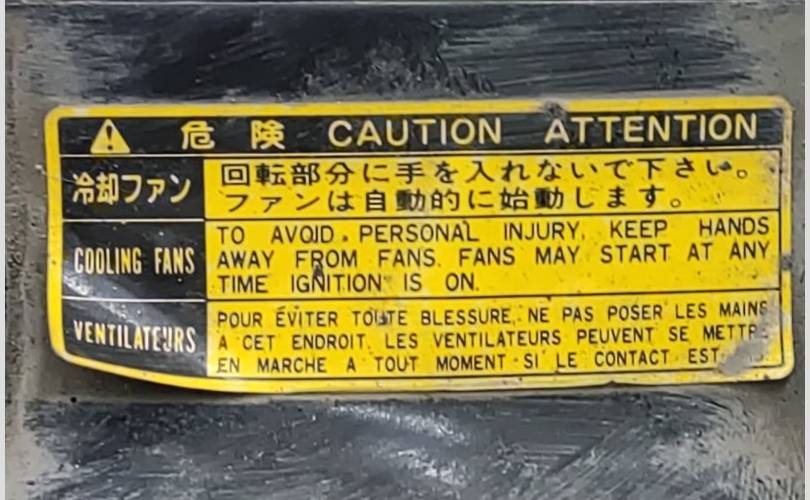 危険 CAUTION ATTENTION
冷却ファン
回転部分に手を入れないで下さい。
ファンは自動的に始動します。
COOLING FANS
TO AVOID PERSONAL INJURY, KEEP HANDS
AWAY FROM FANS. FANS MAY START AT ANY
TIME IGNITION IS ON.
VENTILATEURS
POUR ÉVITER TOUTE BLESSURE, NE PAS POSER LES MAINS
A CET ENDROIT. LES VENTILATEURS PEUVENT SE METTRE
EN MARCHE A TOUT MOMENT SI LE CONTACT EST